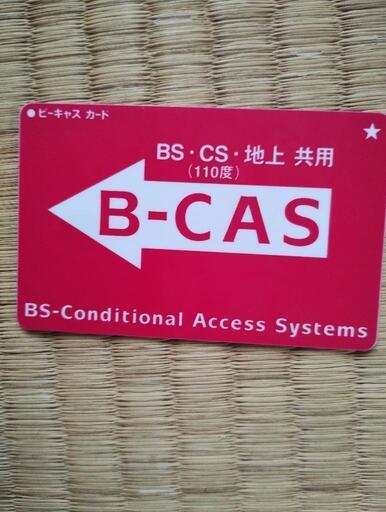 ●ビーキャス カード
★
BS・CS・地上 共用
(110度)
B-CAS
BS-Conditional Access Systems